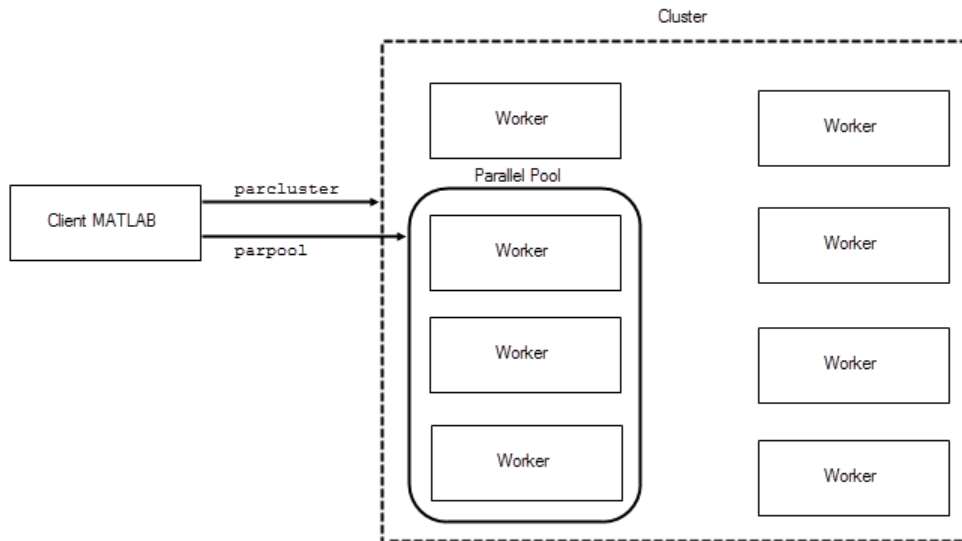 Cluster
Worker
Worker
Parallel Pool
parcluster
Client MATLAB
parpool
Worker
Worker
Worker
Worker
Worker
Worker